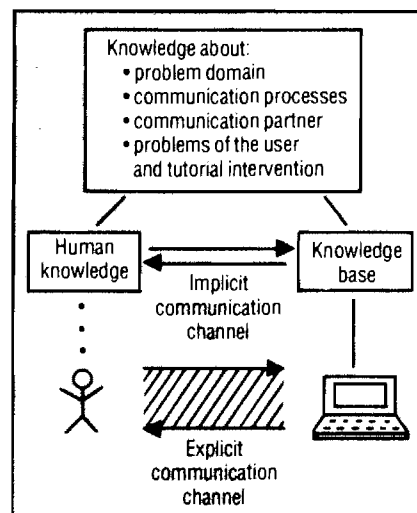 Knowledge about:
• problem domain
• communication processes
• communication partner
• problems of the user
and tutorial intervention
Human
knowledge
Knowledge
base
Implicit
communication
channel
Explicit
communication
channel